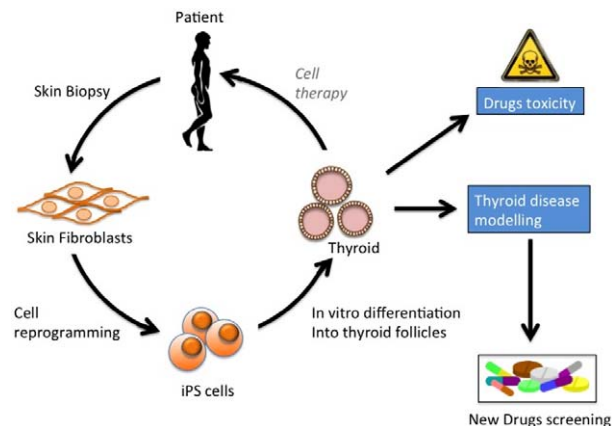 Patient
Skin Biopsy
Cell
therapy
Drugs toxicity
Skin Fibroblasts
Thyroid
Thyroid disease
modelling
Cell
reprogramming
In vitro differentiation
Into thyroid follicles
iPS cells
New Drugs screening